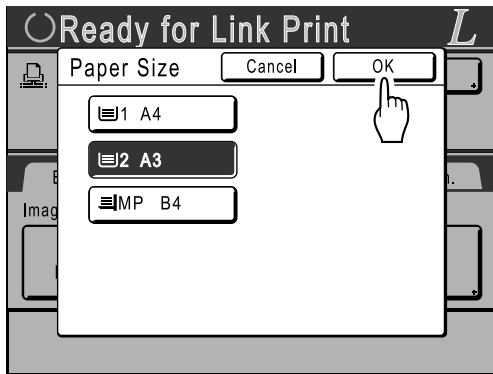 Ready for Link Print L
Paper Size Cancel OK
1 A4
2 A3
MP B4
Imag